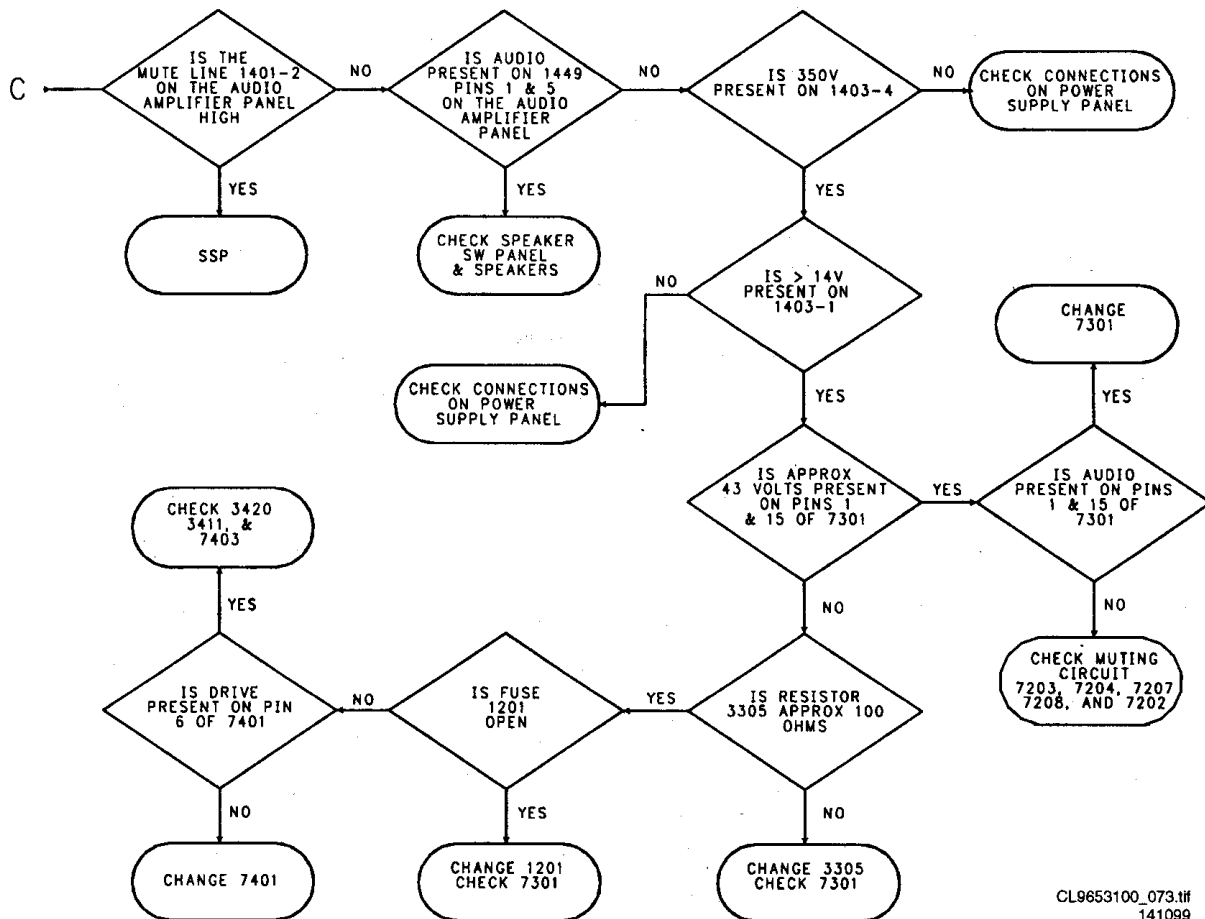 C
IS THE
MUTE LINE 1401-2
ON THE AUDIO
AMPLIFIER PANEL
HIGH
NO
YES
SSP
IS AUDIO
PRESENT ON 1449
PINS 1 & 5
ON THE AUDIO
AMPLIFIER
PANEL
NO
YES
CHECK SPEAKER
SW PANEL
& SPEAKERS
IS 350V
PRESENT ON 1403-4
NO
CHECK CONNECTIONS
ON POWER
SUPPLY PANEL
YES
IS > 14V
PRESENT ON
1403-1
NO
CHECK CONNECTIONS
ON POWER
SUPPLY PANEL
YES
IS APPROX
43 VOLTS PRESENT
ON PINS 1
& 15 OF 7301
YES
IS AUDIO
PRESENT ON PINS
1 & 15 OF
7301
YES
CHANGE
7301
NO
CHECK MUTING
CIRCUIT
7203, 7204, 7207
7208, AND 7202
NO
IS RESISTOR
3305 APPROX 100
OHMS
NO
CHANGE 3305
CHECK 7301
YES
IS FUSE
1201
OPEN
YES
CHANGE 1201
CHECK 7301
NO
IS DRIVE
PRESENT ON PIN
6 OF 7401
YES
CHECK 3420
3411, &
7403
NO
CHANGE 7401
CL9653100_073.tif
141099